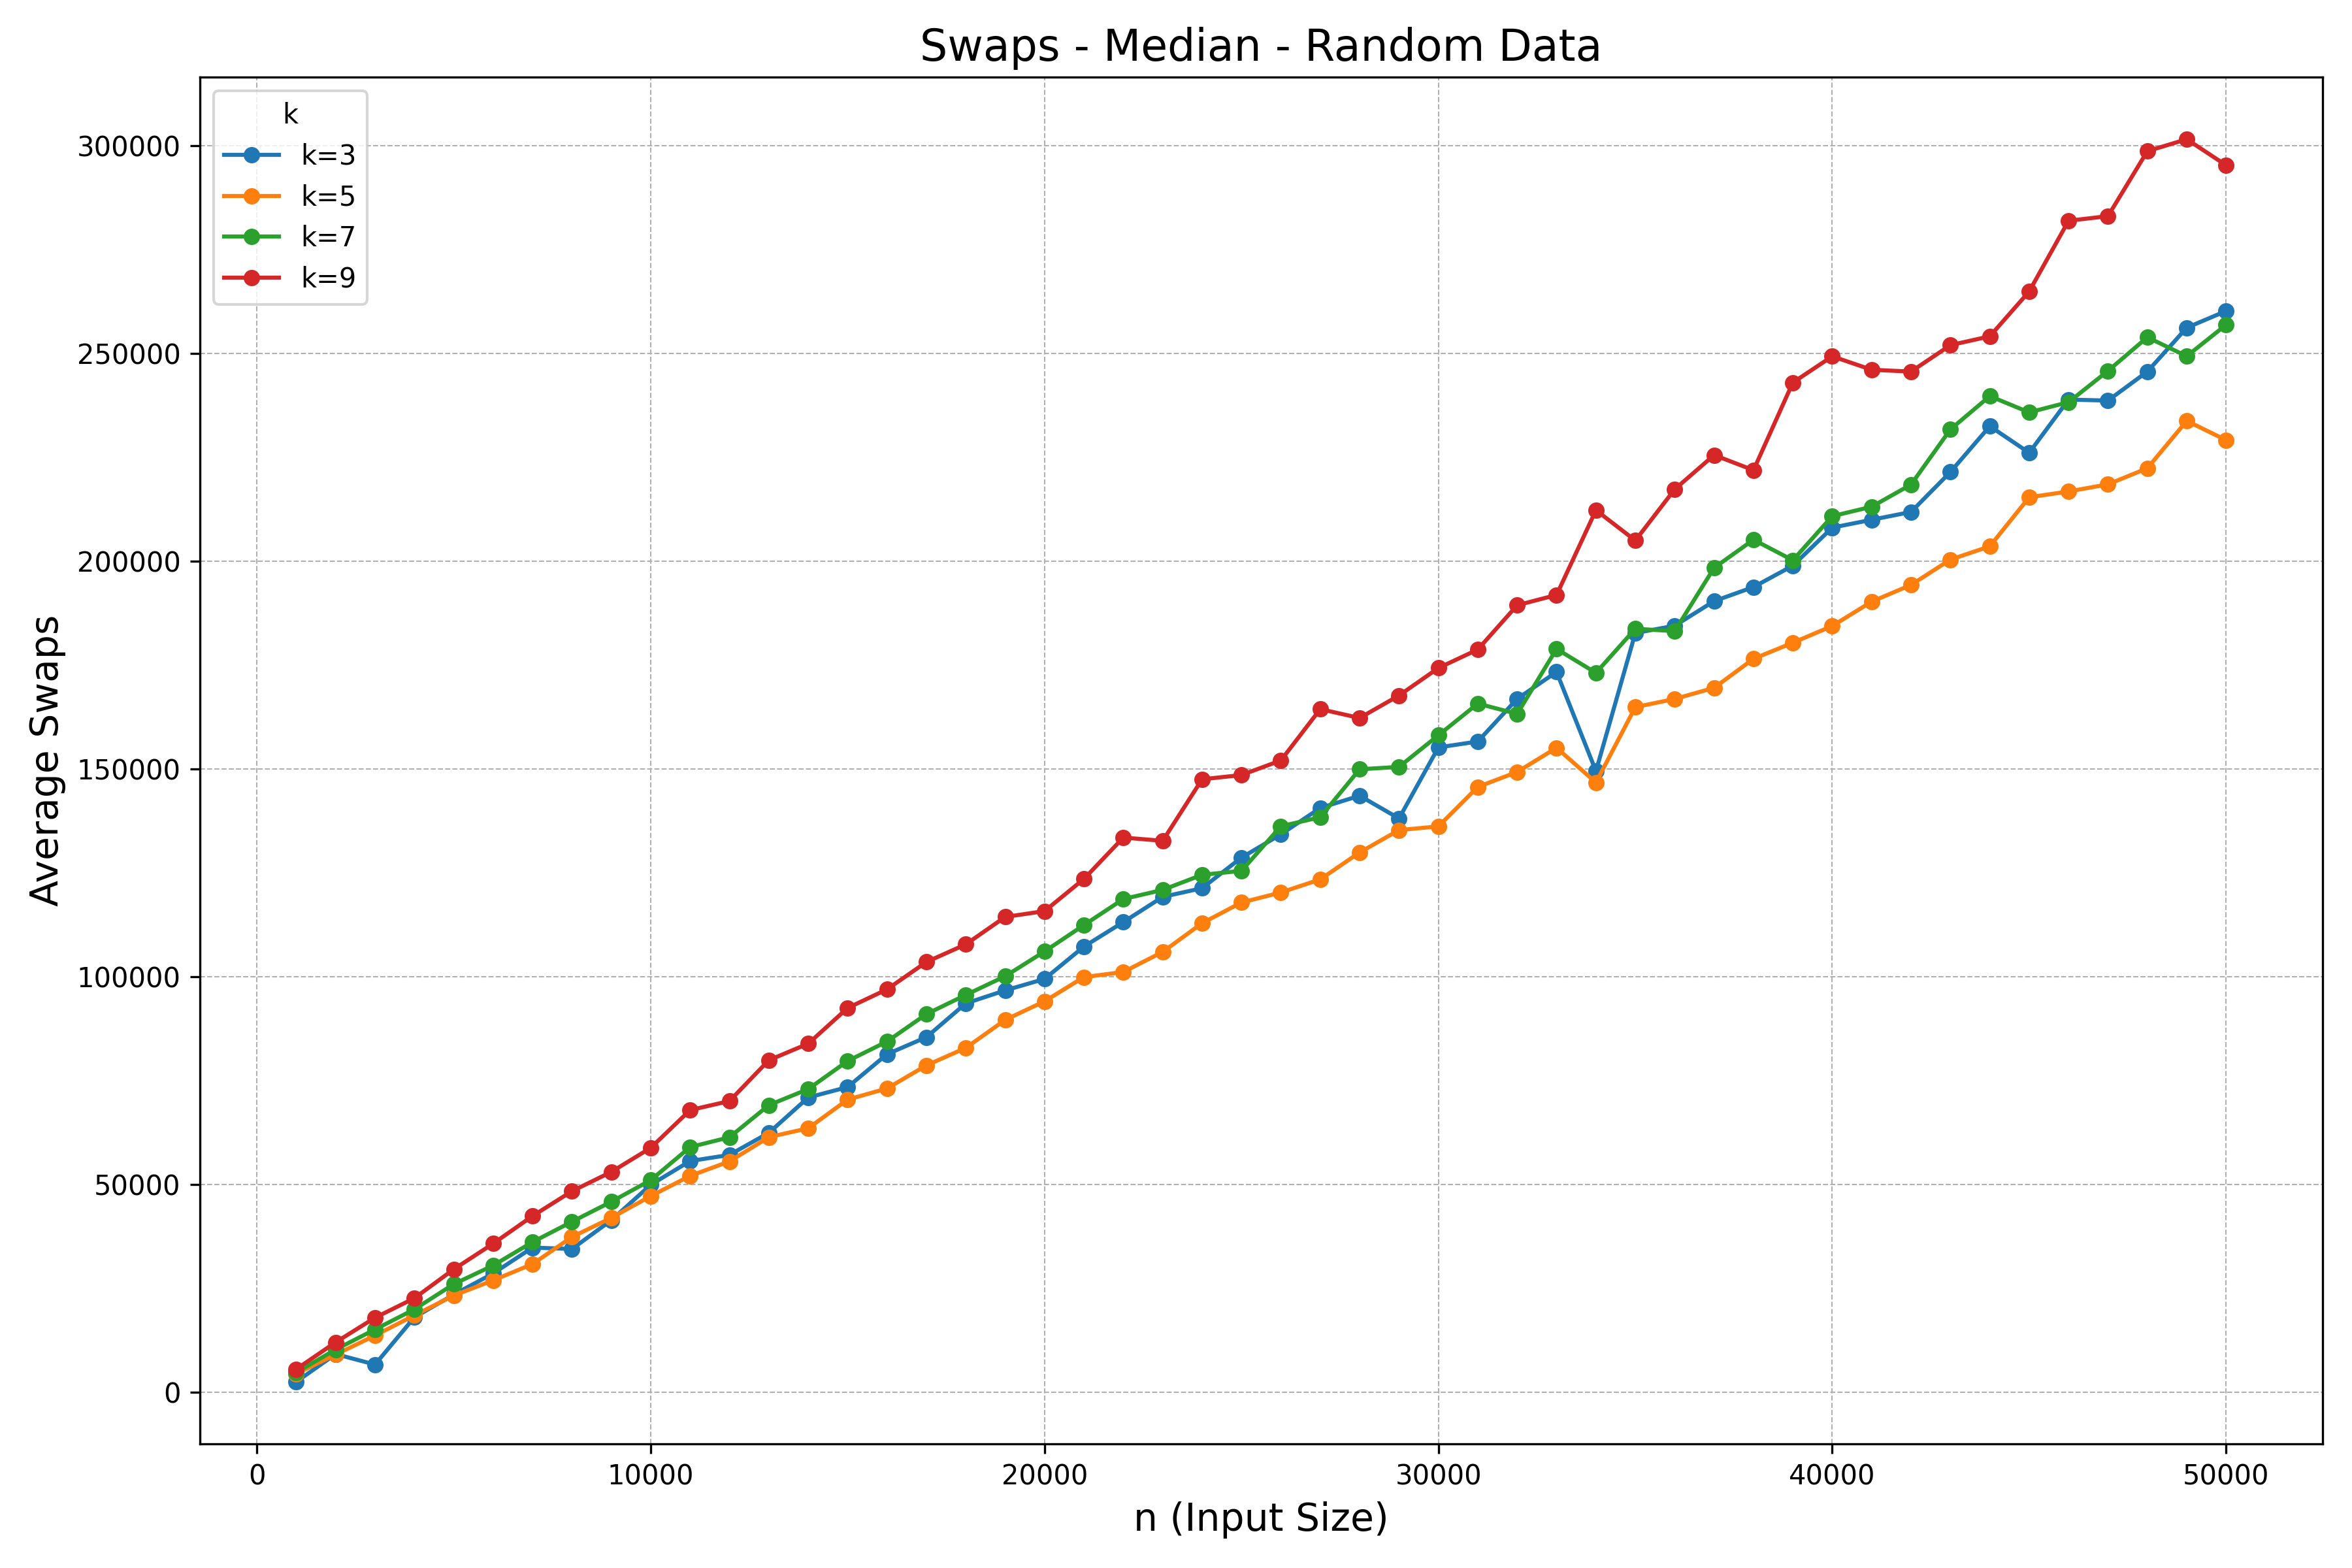 Swaps - Median - Random Data
k
k=3
k=5
k=7
k=9
300000
250000
200000
150000
100000
50000
0
Average Swaps
0 10000 20000 30000 40000 50000
n (Input Size)